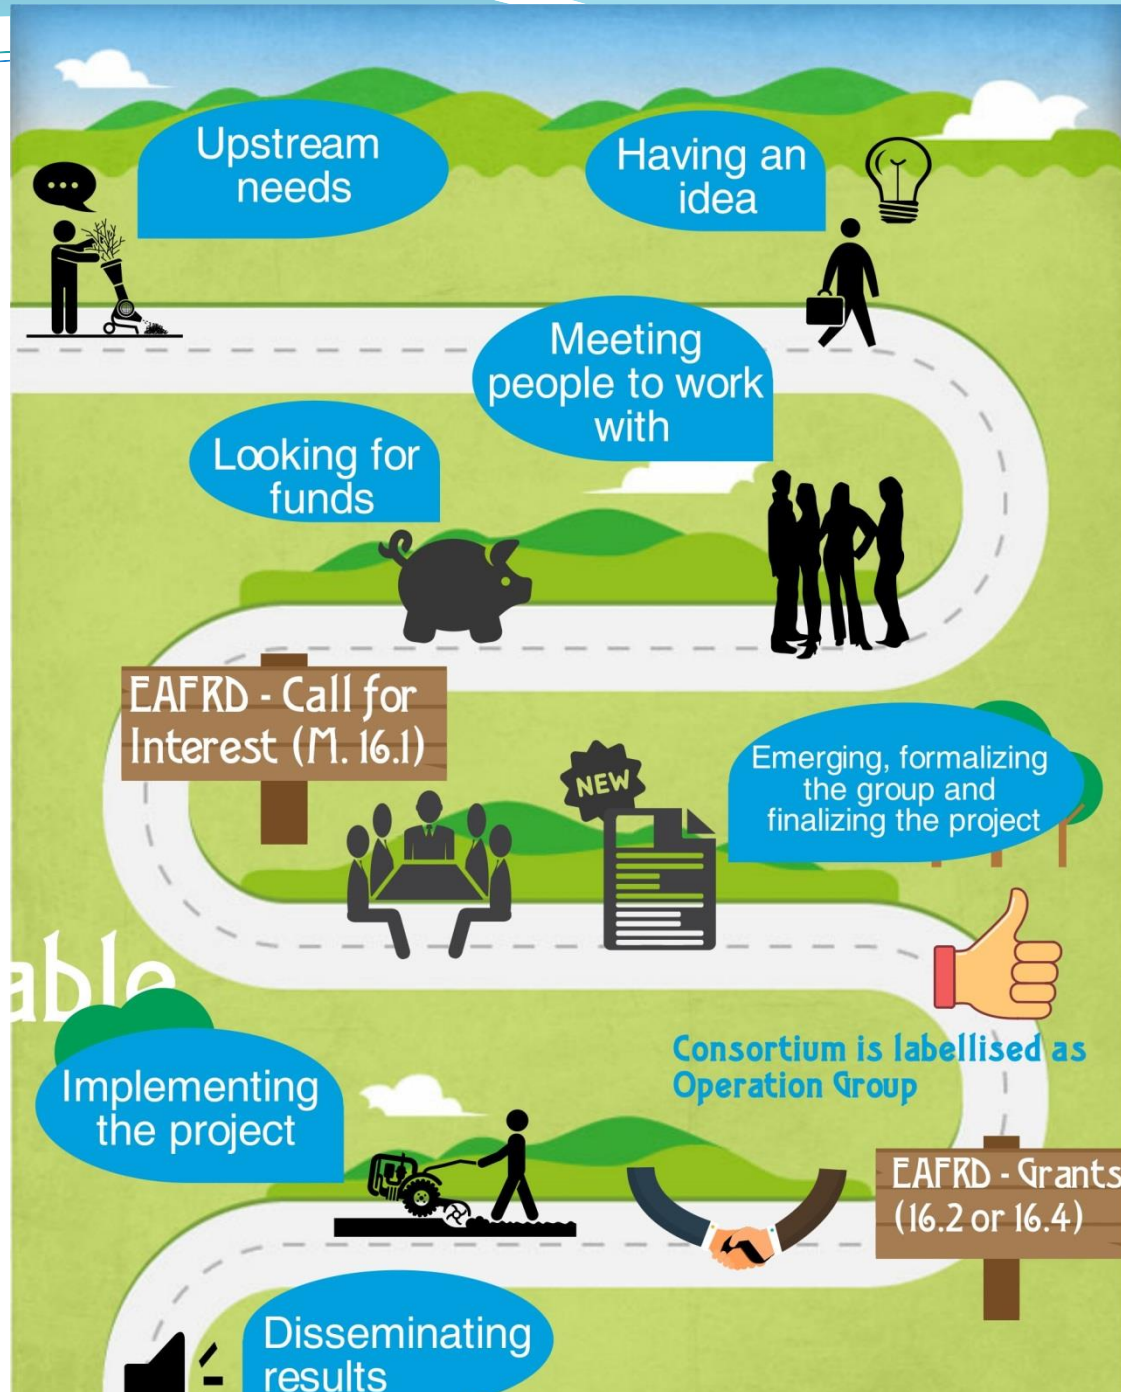 Upstream
needs
Having an
idea
Meeting
people to work
with
Looking for
funds
EAFRD - Call for
Interest (M. 16.1)
NEW
Emerging, formalizing
the group and
finalizing the project
able
Consortium is labellised as
Operation Group
EAFRD - Grants
(16.2 or 16.4)
Implementing
the project
Disseminating
results